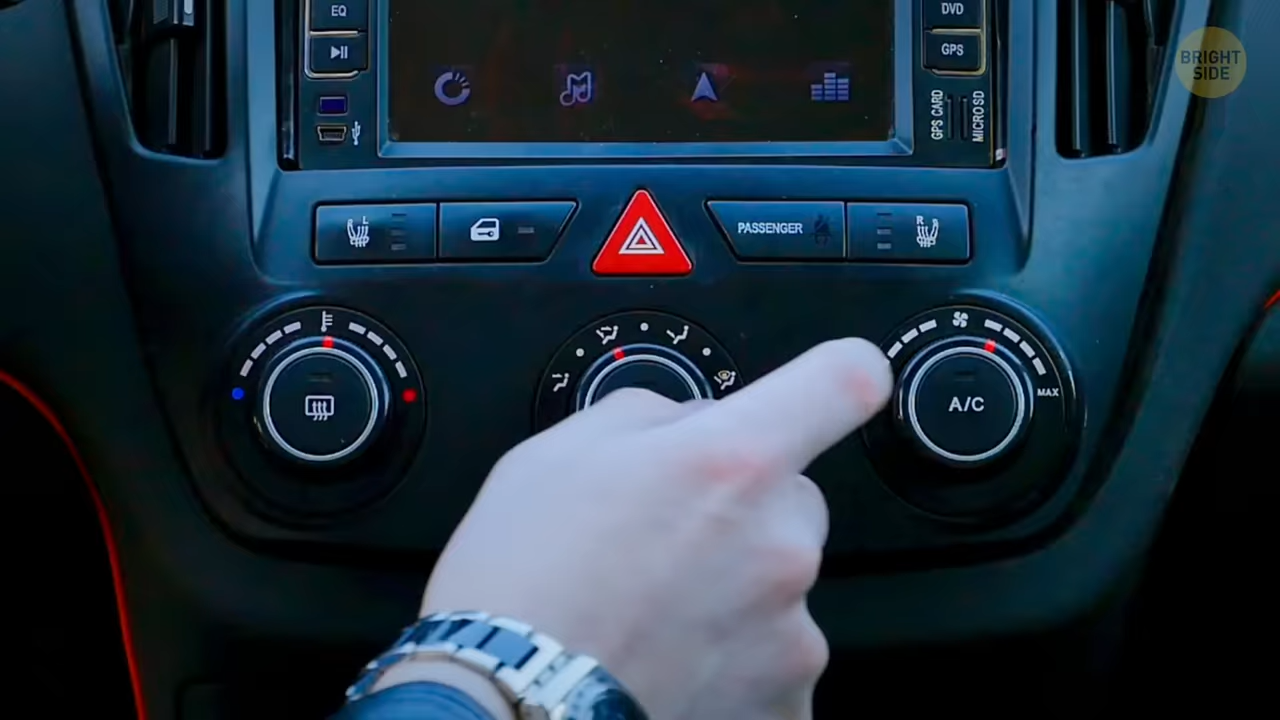 EQ
DVD
GPS
GPS CARD
MICRO SD
BRIGHT
SIDE
L
PASSENGER
R
MAX
A/C